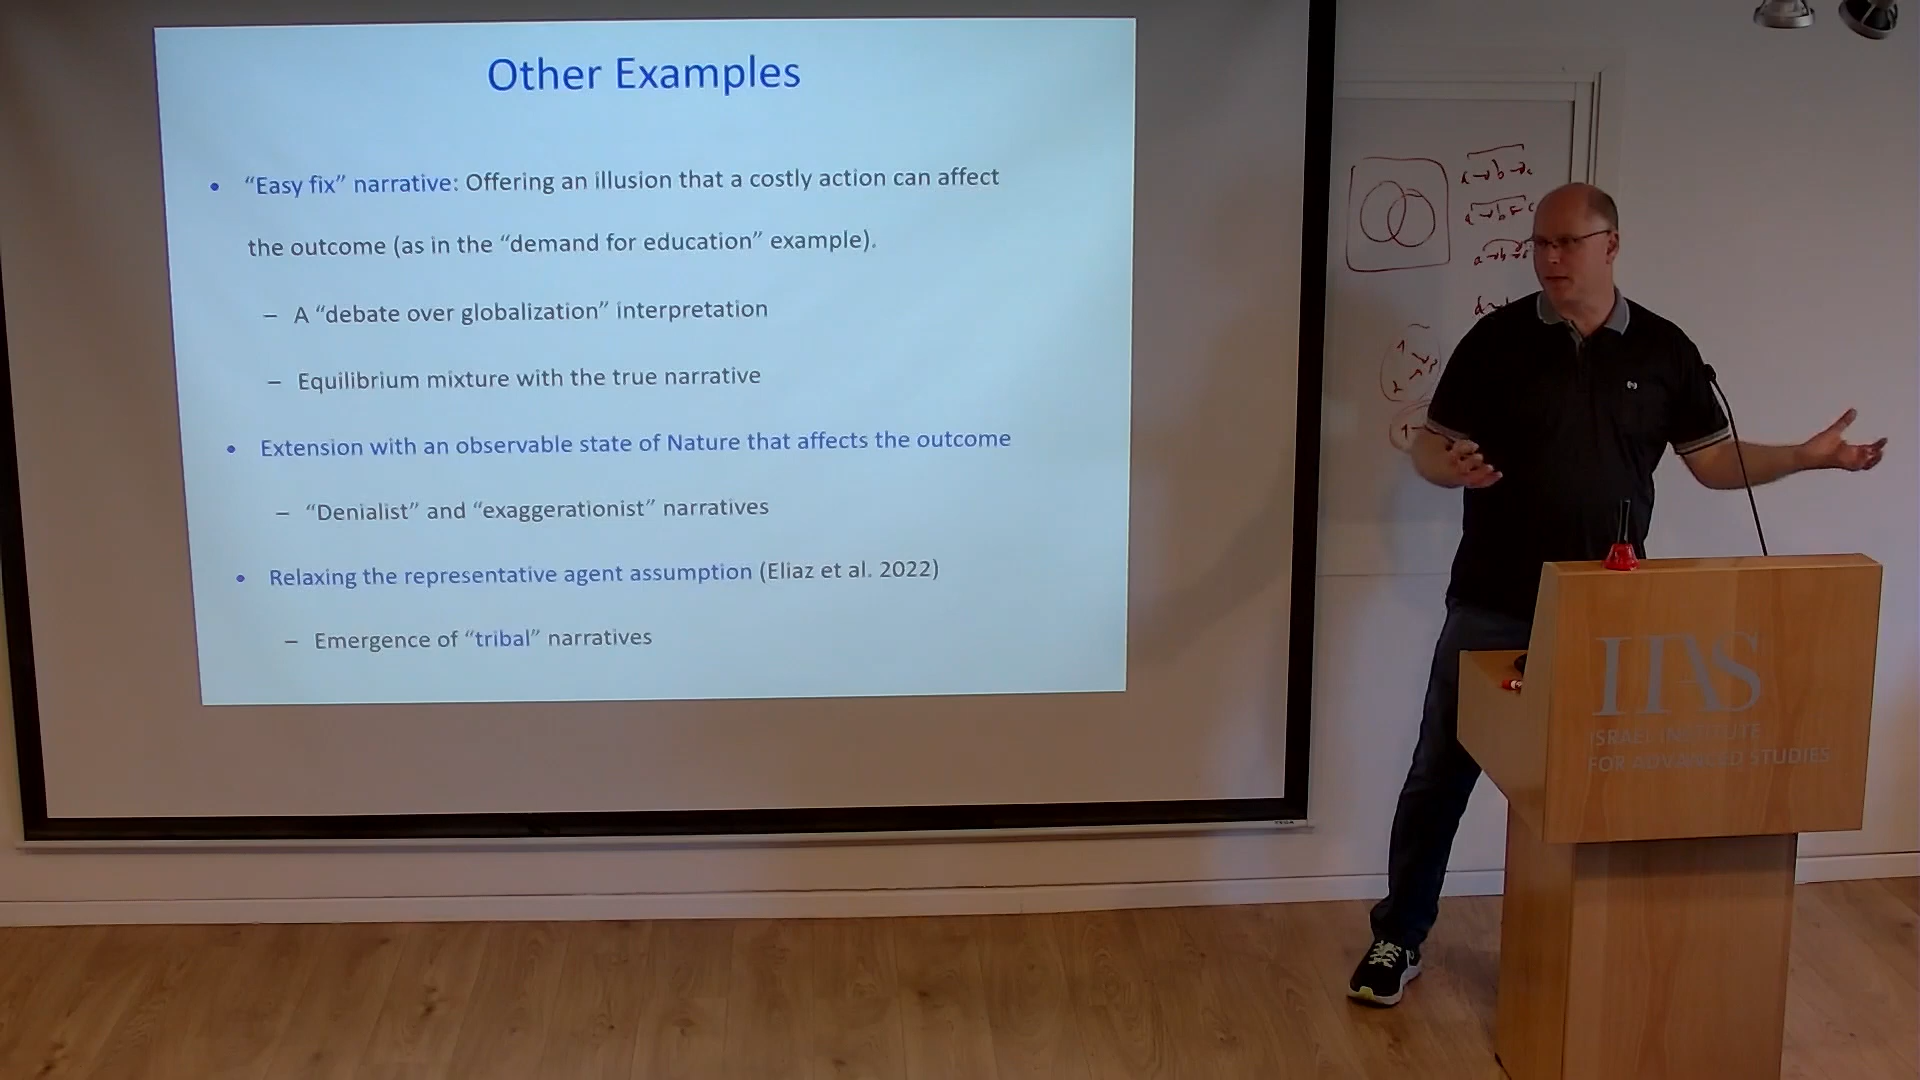 Other Examples
• “Easy fix” narrative: Offering an illusion that a costly action can affect
the outcome (as in the “demand for education” example).
– A “debate over globalization” interpretation
– Equilibrium mixture with the true narrative
• Extension with an observable state of Nature that affects the outcome
– “Denialist” and “exaggerationist” narratives
• Relaxing the representative agent assumption (Eliaz et al. 2022)
– Emergence of “tribal” narratives
IIAS
ISRAEL INSTITUTE
FOR ADVANCED STUDIES